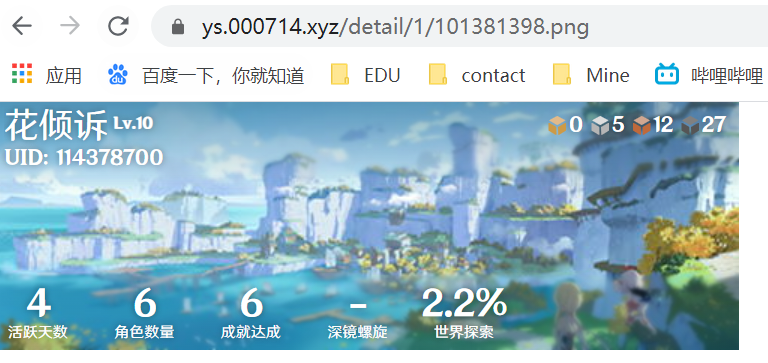 ys.000714.xyz/detail/1/101381398.png
应用 百度一下，你就知道 EDU contact Mine 哔哩哔哩
花倾诉 Lv.10 0 5 12 27
UID: 114378700
4 6 6 - 2.2%
活跃天数 角色数量 成就达成 深镜螺旋 世界探索